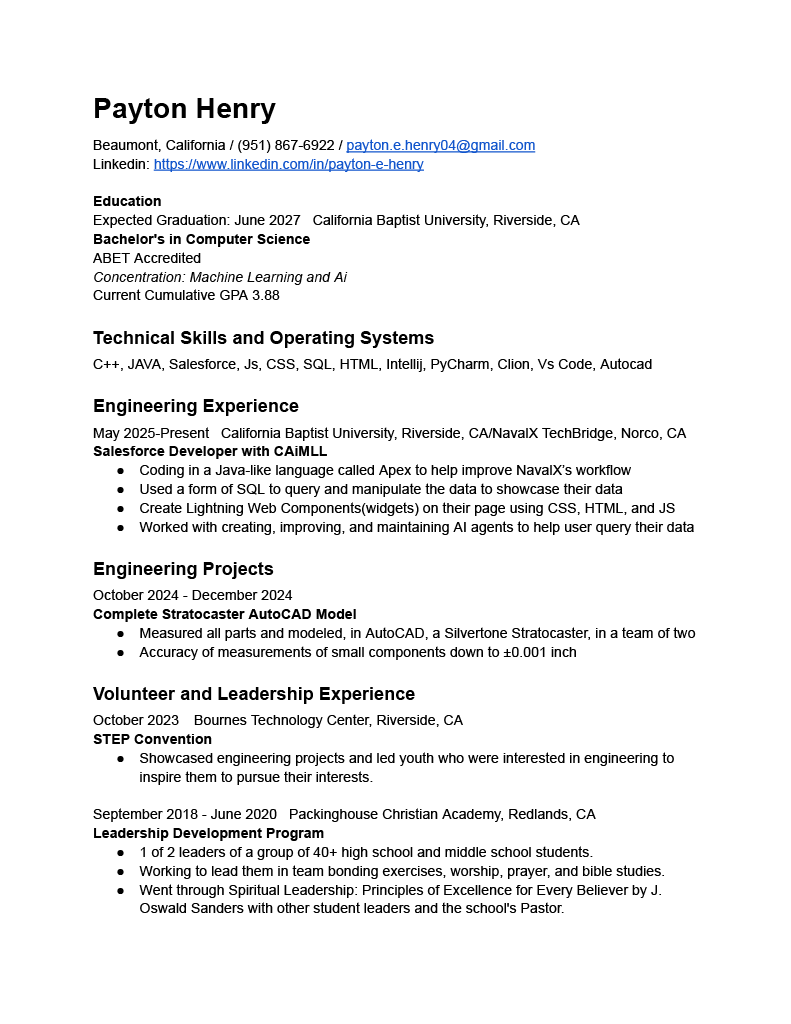 Payton Henry
Beaumont, California / (951) 867-6922 / payton.e.henry04@gmail.com
Linkedin: https://www.linkedin.com/in/payton-e-henry
Education
Expected Graduation: June 2027 California Baptist University, Riverside, CA
Bachelor's in Computer Science
ABET Accredited
Concentration: Machine Learning and Ai
Current Cumulative GPA 3.88
Technical Skills and Operating Systems
C++, JAVA, Salesforce, Js, CSS, SQL, HTML, Intellij, PyCharm, Clion, Vs Code, Autocad
Engineering Experience
May 2025-Present California Baptist University, Riverside, CA/NavalX TechBridge, Norco, CA
Salesforce Developer with CAiMLL
● Coding in a Java-like language called Apex to help improve NavalX's workflow
● Used a form of SQL to query and manipulate the data to showcase their data
● Create Lightning Web Components(widgets) on their page using CSS, HTML, and JS
● Worked with creating, improving, and maintaining AI agents to help user query their data
Engineering Projects
October 2024 - December 2024
Complete Stratocaster AutoCAD Model
● Measured all parts and modeled, in AutoCAD, a Silvertone Stratocaster, in a team of two
● Accuracy of measurements of small components down to ±0.001 inch
Volunteer and Leadership Experience
October 2023 Bournes Technology Center, Riverside, CA
STEP Convention
● Showcased engineering projects and led youth who were interested in engineering to
inspire them to pursue their interests.
September 2018 - June 2020 Packinghouse Christian Academy, Redlands, CA
Leadership Development Program
● 1 of 2 leaders of a group of 40+ high school and middle school students.
● Working to lead them in team bonding exercises, worship, prayer, and bible studies.
● Went through Spiritual Leadership: Principles of Excellence for Every Believer by J.
Oswald Sanders with other student leaders and the school's Pastor.